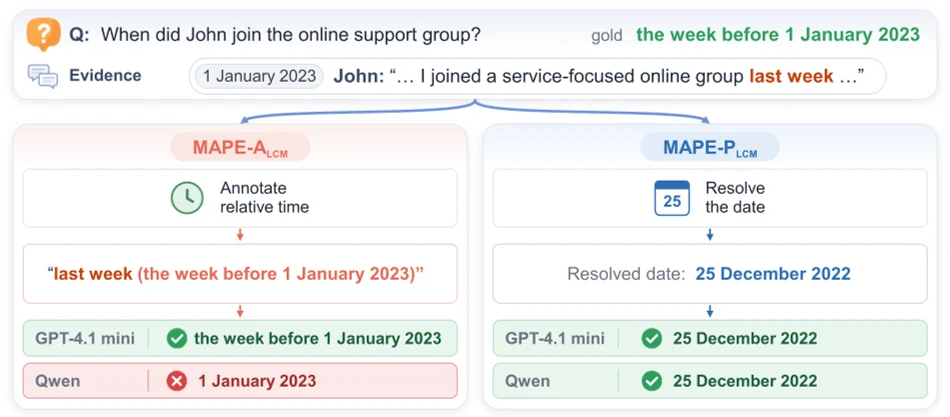 ? Q: When did John join the online support group? gold the week before 1 January 2023
Evidence 1 January 2023 John: “… I joined a service-focused online group last week …”
MAPE-A_LCM
Annotate
relative time
“last week (the week before 1 January 2023)”
GPT-4.1 mini the week before 1 January 2023
Qwen 1 January 2023
MAPE-P_LCM
25
Resolve
the date
Resolved date: 25 December 2022
GPT-4.1 mini 25 December 2022
Qwen 25 December 2022